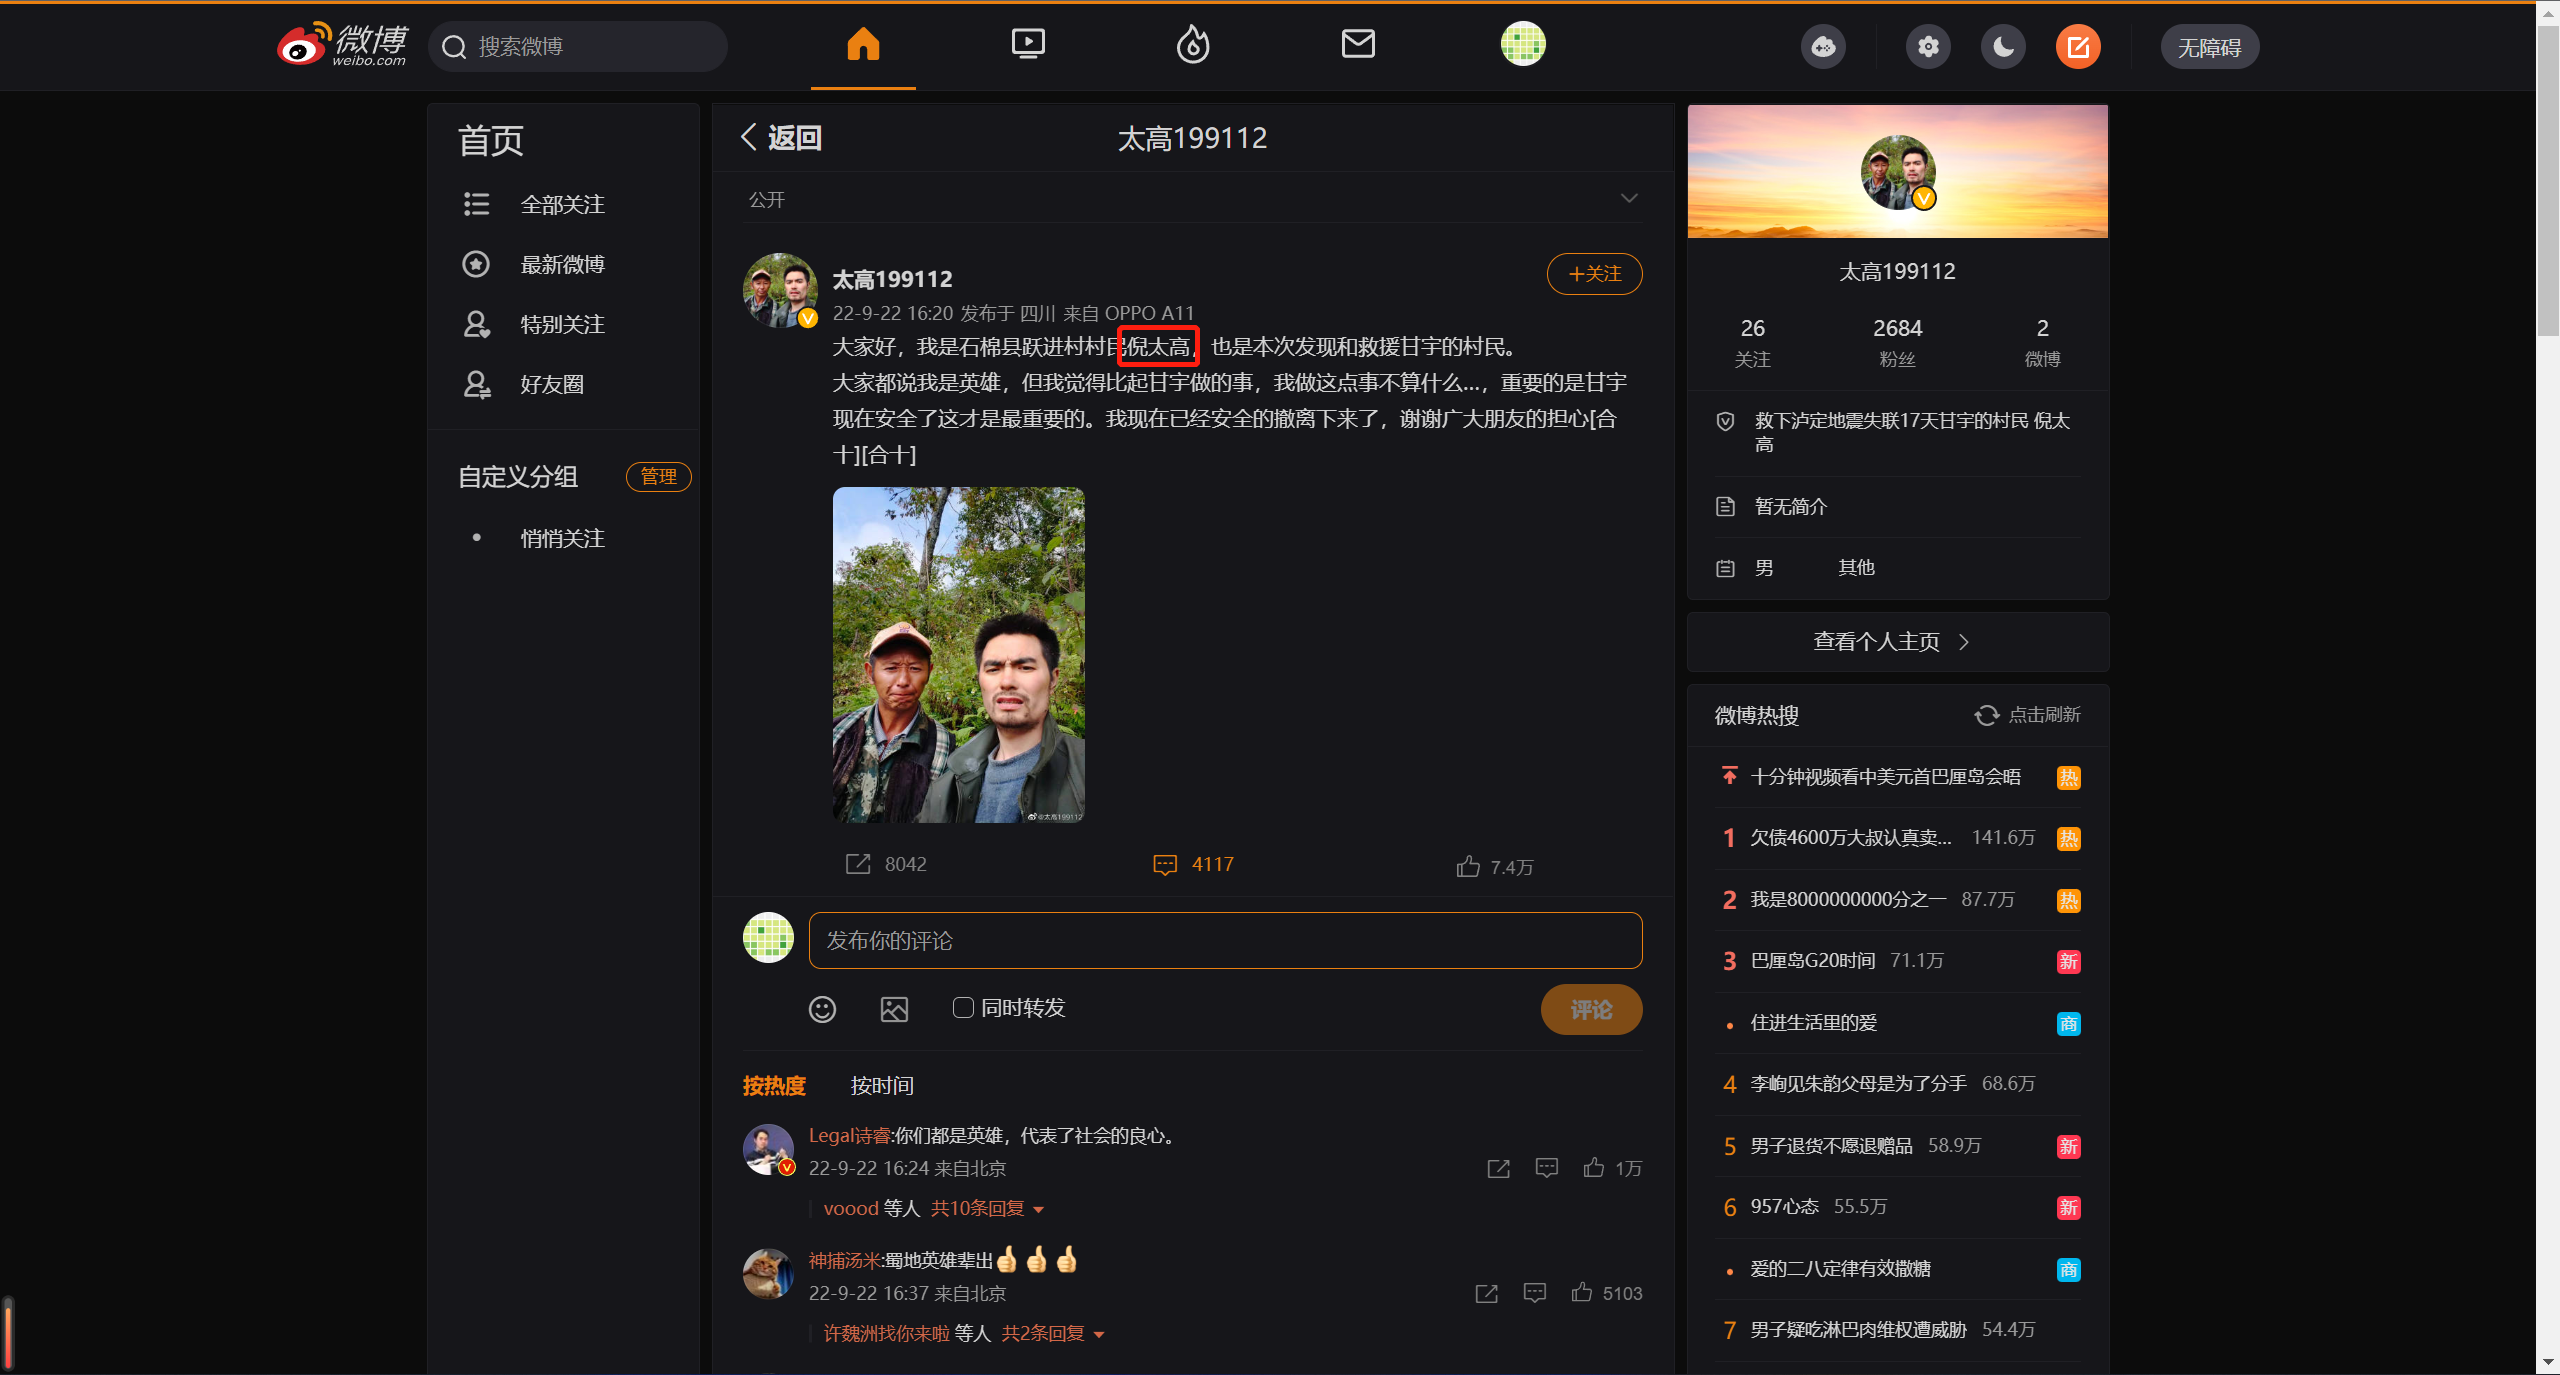 微博
weibo.com
搜索微博
无障碍
首页
全部关注
最新微博
特别关注
好友圈
自定义分组
管理
悄悄关注
返回
太高199112
公开
太高199112
+关注
22-9-22 16:20 发布于 四川 来自 OPPO A11
大家好，我是石棉县跃进村村民倪太高，也是本次发现和救援甘宇的村民。
大家都说我是英雄，但我觉得比起甘宇做的事，我做这点事不算什么...，重要的是甘宇
现在安全了这才是最重要的。我现在已经安全的撤离下来了，谢谢广大朋友的担心[合
十][合十]
@太高199112
8042
4117
7.4万
发布你的评论
同时转发
评论
按热度
按时间
Legal诗睿:你们都是英雄，代表了社会的良心。
22-9-22 16:24 来自北京
1万
voood 等人 共10条回复
神捕汤米:蜀地英雄辈出👍👍👍
22-9-22 16:37 来自北京
5103
许魏洲找你来啦 等人 共2条回复
太高199112
26
2684
2
关注
粉丝
微博
救下泸定地震失联17天甘宇的村民 倪太
高
暂无简介
男 其他
查看个人主页
微博热搜
点击刷新
十分钟视频看中美元首巴厘岛会晤 热
1 欠债4600万大叔认真卖... 141.6万 热
2 我是8000000000分之一 87.7万 热
3 巴厘岛G20时间 71.1万 新
• 住进生活里的爱 商
4 李峋见朱韵父母是为了分手 68.6万
5 男子退货不愿退赠品 58.9万 新
6 957心态 55.5万 新
• 爱的二八定律有效撒糖 商
7 男子疑吃淋巴肉维权遭威胁 54.4万